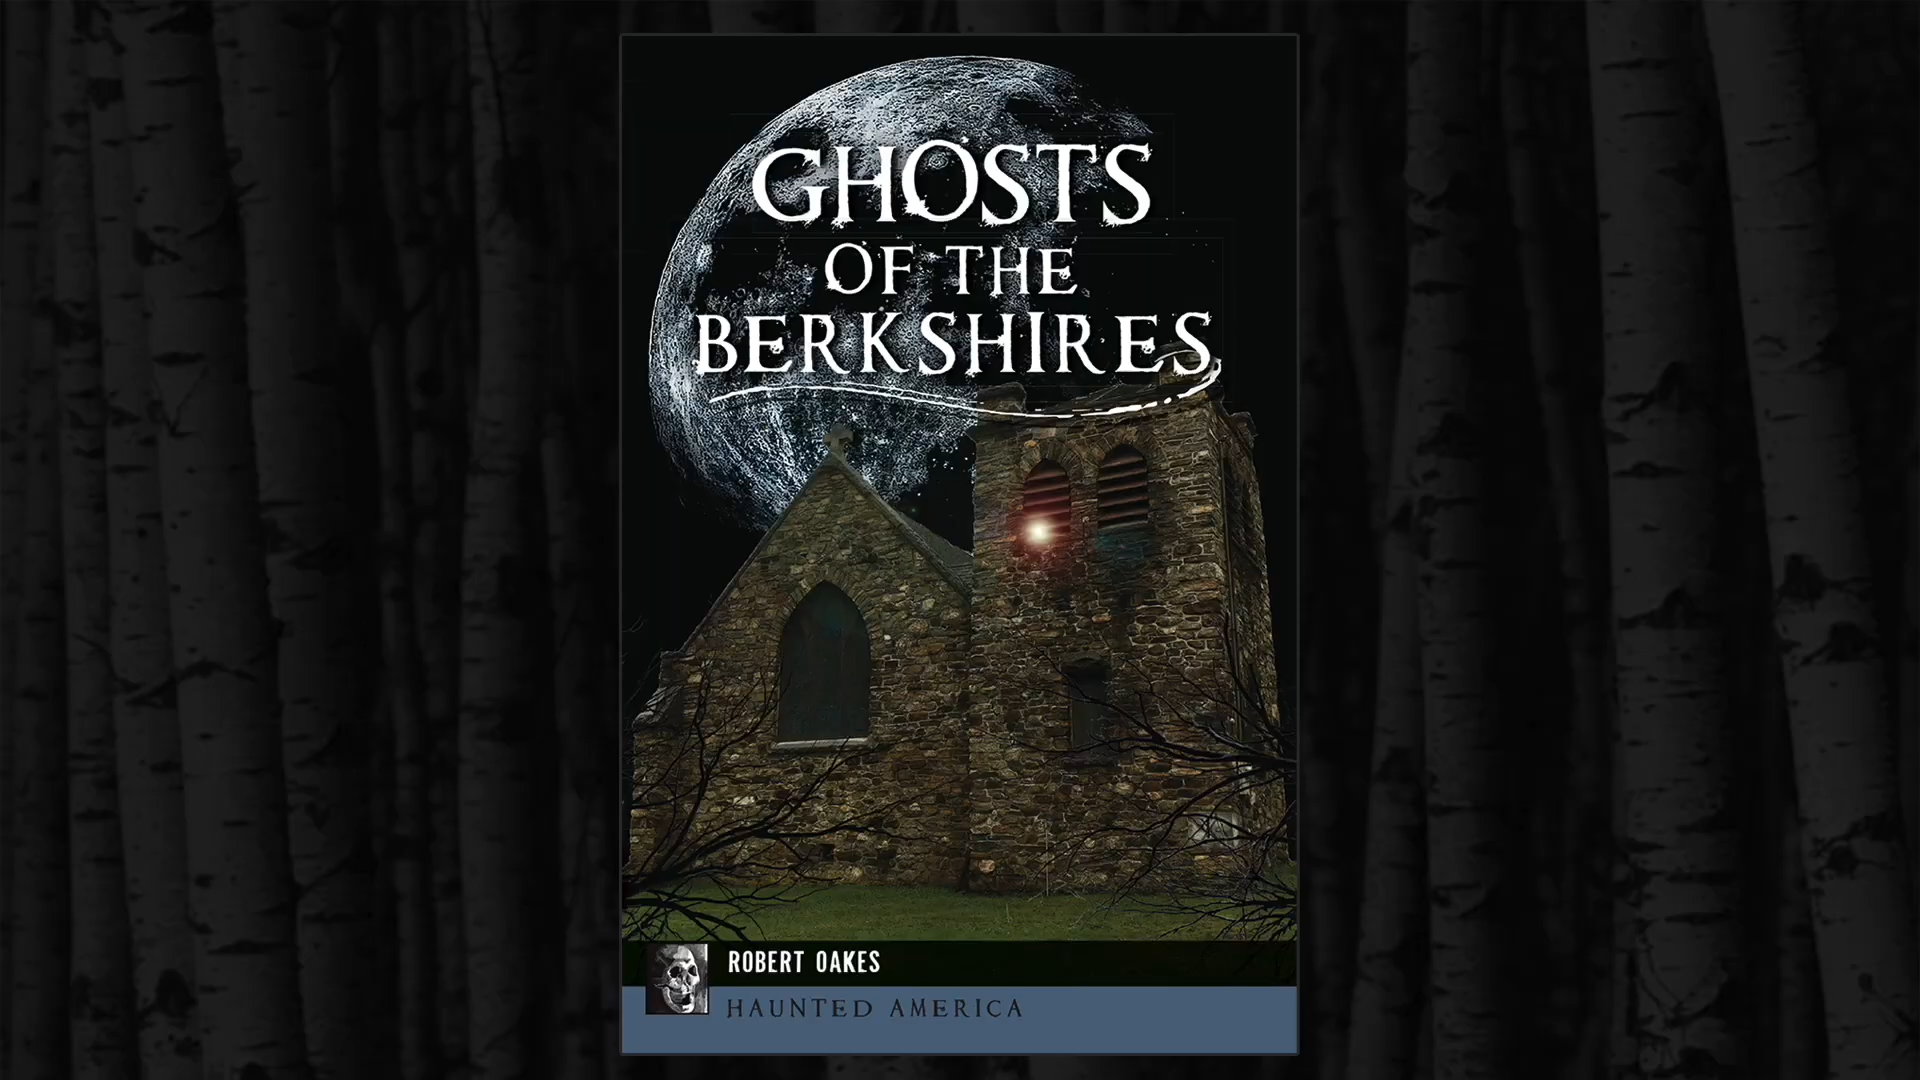 GHOSTS
OF THE
BERKSHIRES
ROBERT OAKES
HAUNTED AMERICA